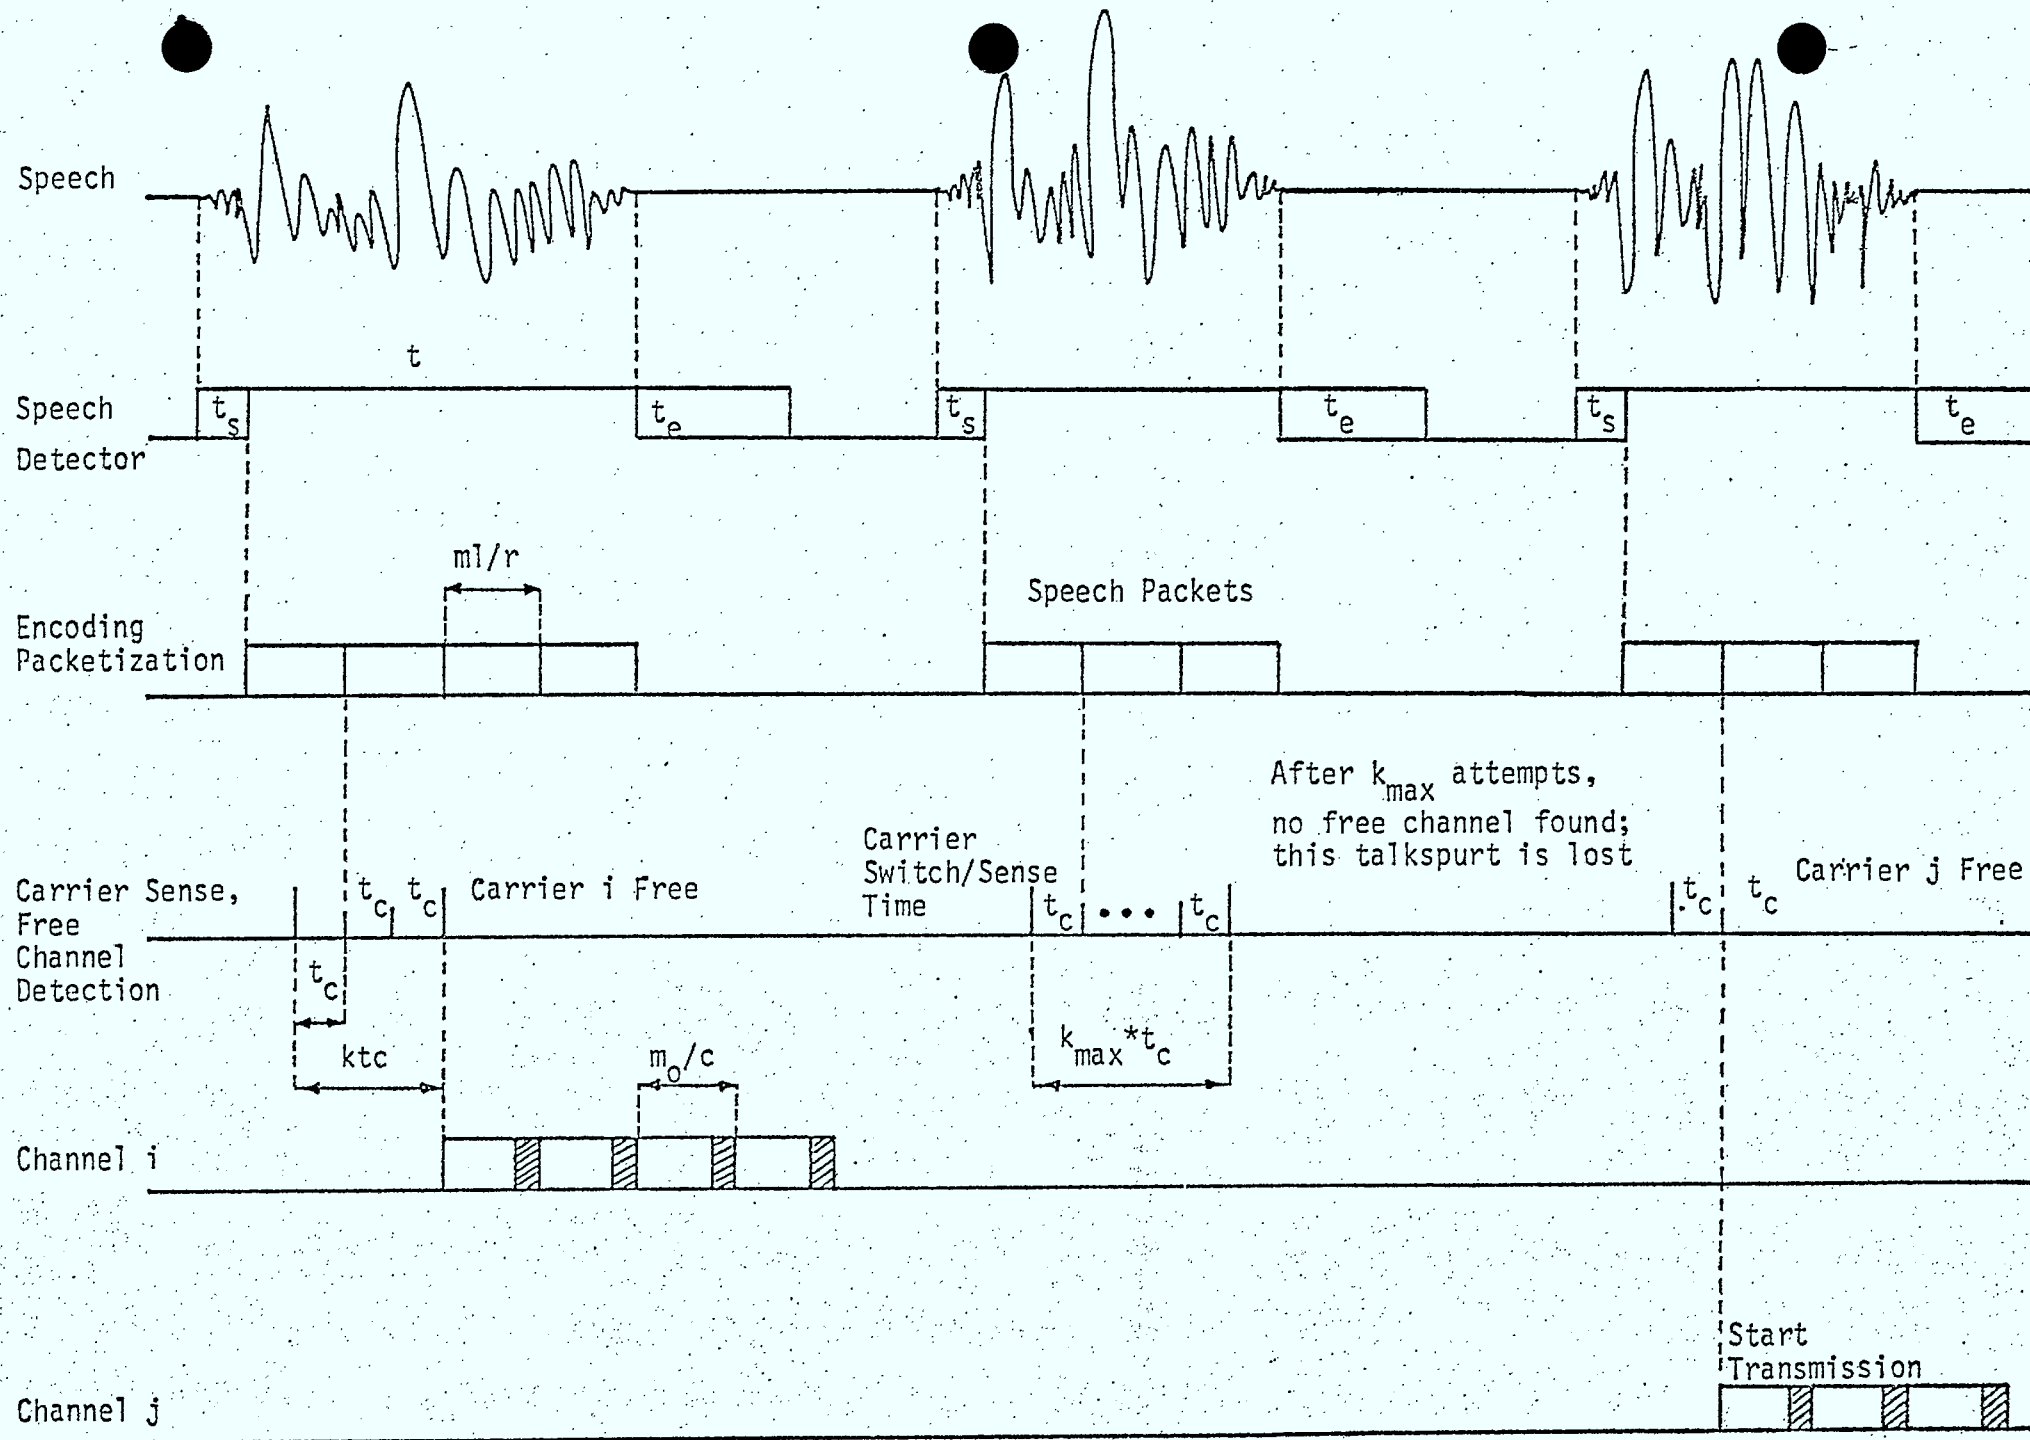 Speech
t
Speech
Detector
t_s
t_e
t_s
t_e
t_s
t_e
ml/r
Speech Packets
Encoding
Packetization
After k_max attempts,
no free channel found;
this talkspurt is lost
Carrier
Switch/Sense
Time
Carrier Sense,
Free
Channel
Detection
t_c
t_c
Carrier i Free
t_c
•••
t_c
t_c
t_c
Carrier j Free
t_c
ktc
m_o/c
k_max*t_c
Channel i
Start
Transmission
Channel j